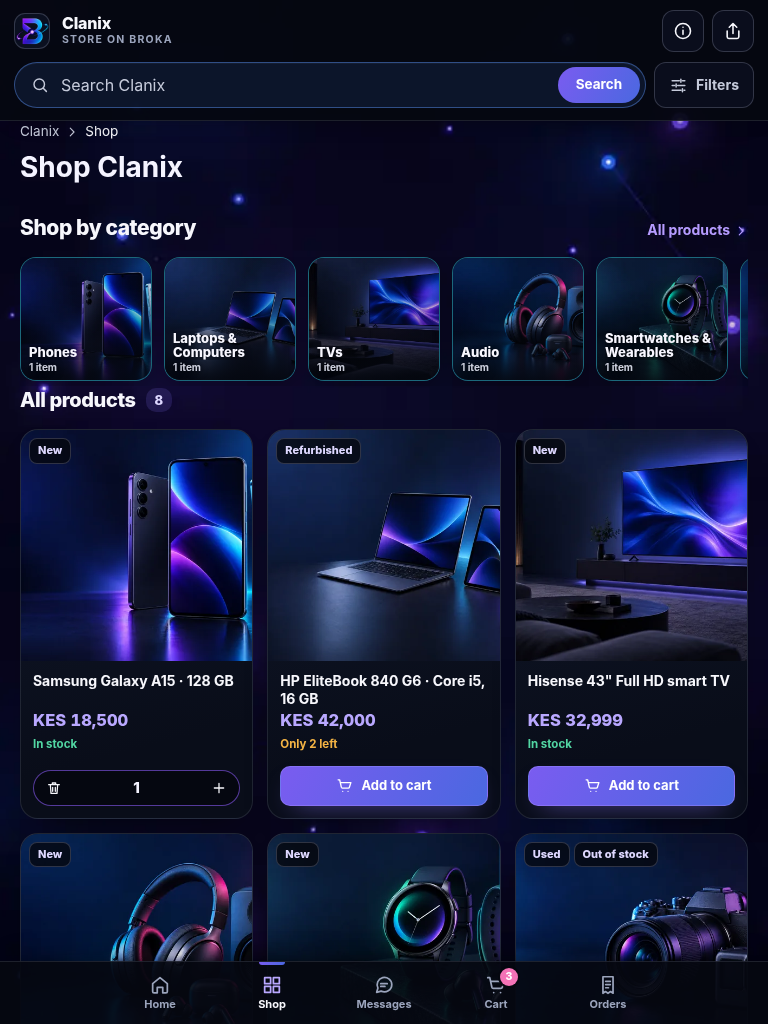 Clanix
STORE ON BROKA
Search Clanix
Search
Filters
Clanix > Shop
Shop Clanix
Shop by category
All products >
Phones
1 item
Laptops &
Computers
1 item
TVs
1 item
Audio
1 item
Smartwatches &
Wearables
1 item
All products 8
New
Samsung Galaxy A15 · 128 GB
KES 18,500
In stock
1
Refurbished
HP EliteBook 840 G6 · Core i5,
16 GB
KES 42,000
Only 2 left
Add to cart
New
Hisense 43" Full HD smart TV
KES 32,999
In stock
Add to cart
New
New
Used
Out of stock
Home
Shop
Messages
3
Cart
Orders